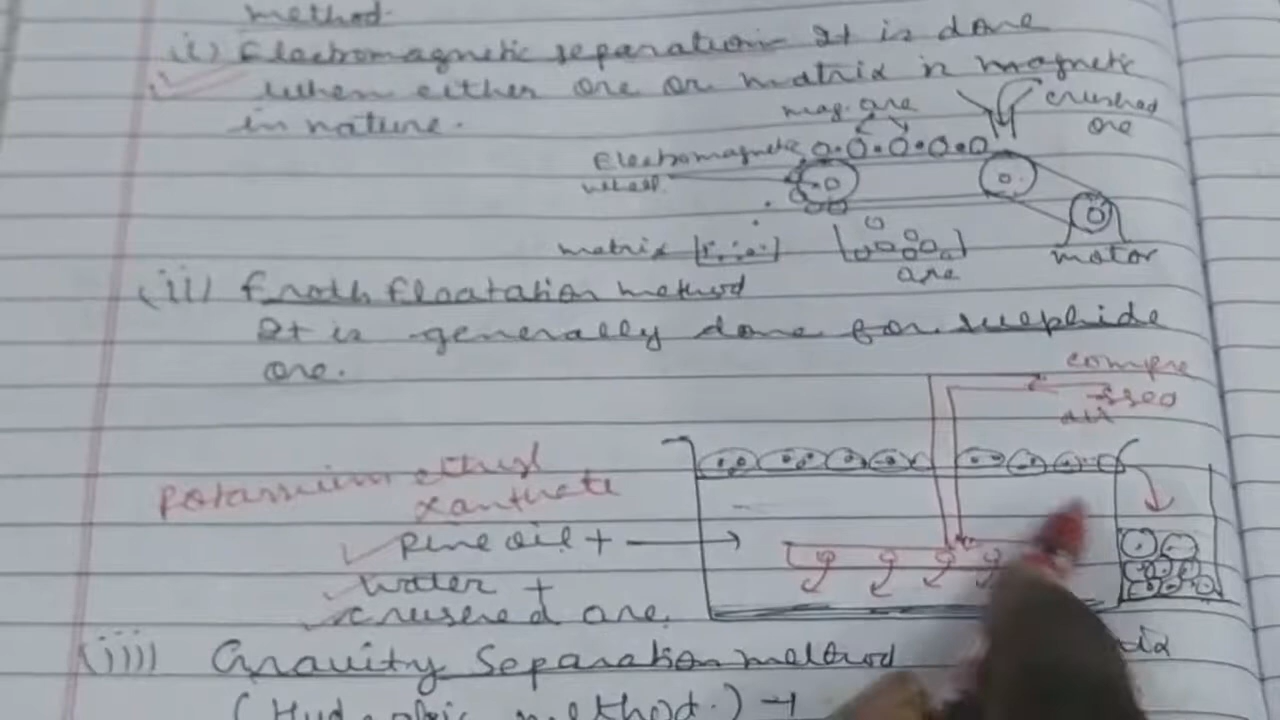 method.
(i) Electromagnetic separation It is done
when either ore or matrix is magnetic
in nature.
mag. ore
crushed
ore
Electromagnetic
wheel
matrix
ore
motor
(ii) froth floatation method
It is generally done for sulphide
ore.
compre
ssed
air
Potassium ethyl
xanthate
Pine oil +
water +
crushed ore.
(iii) Gravity Separation method